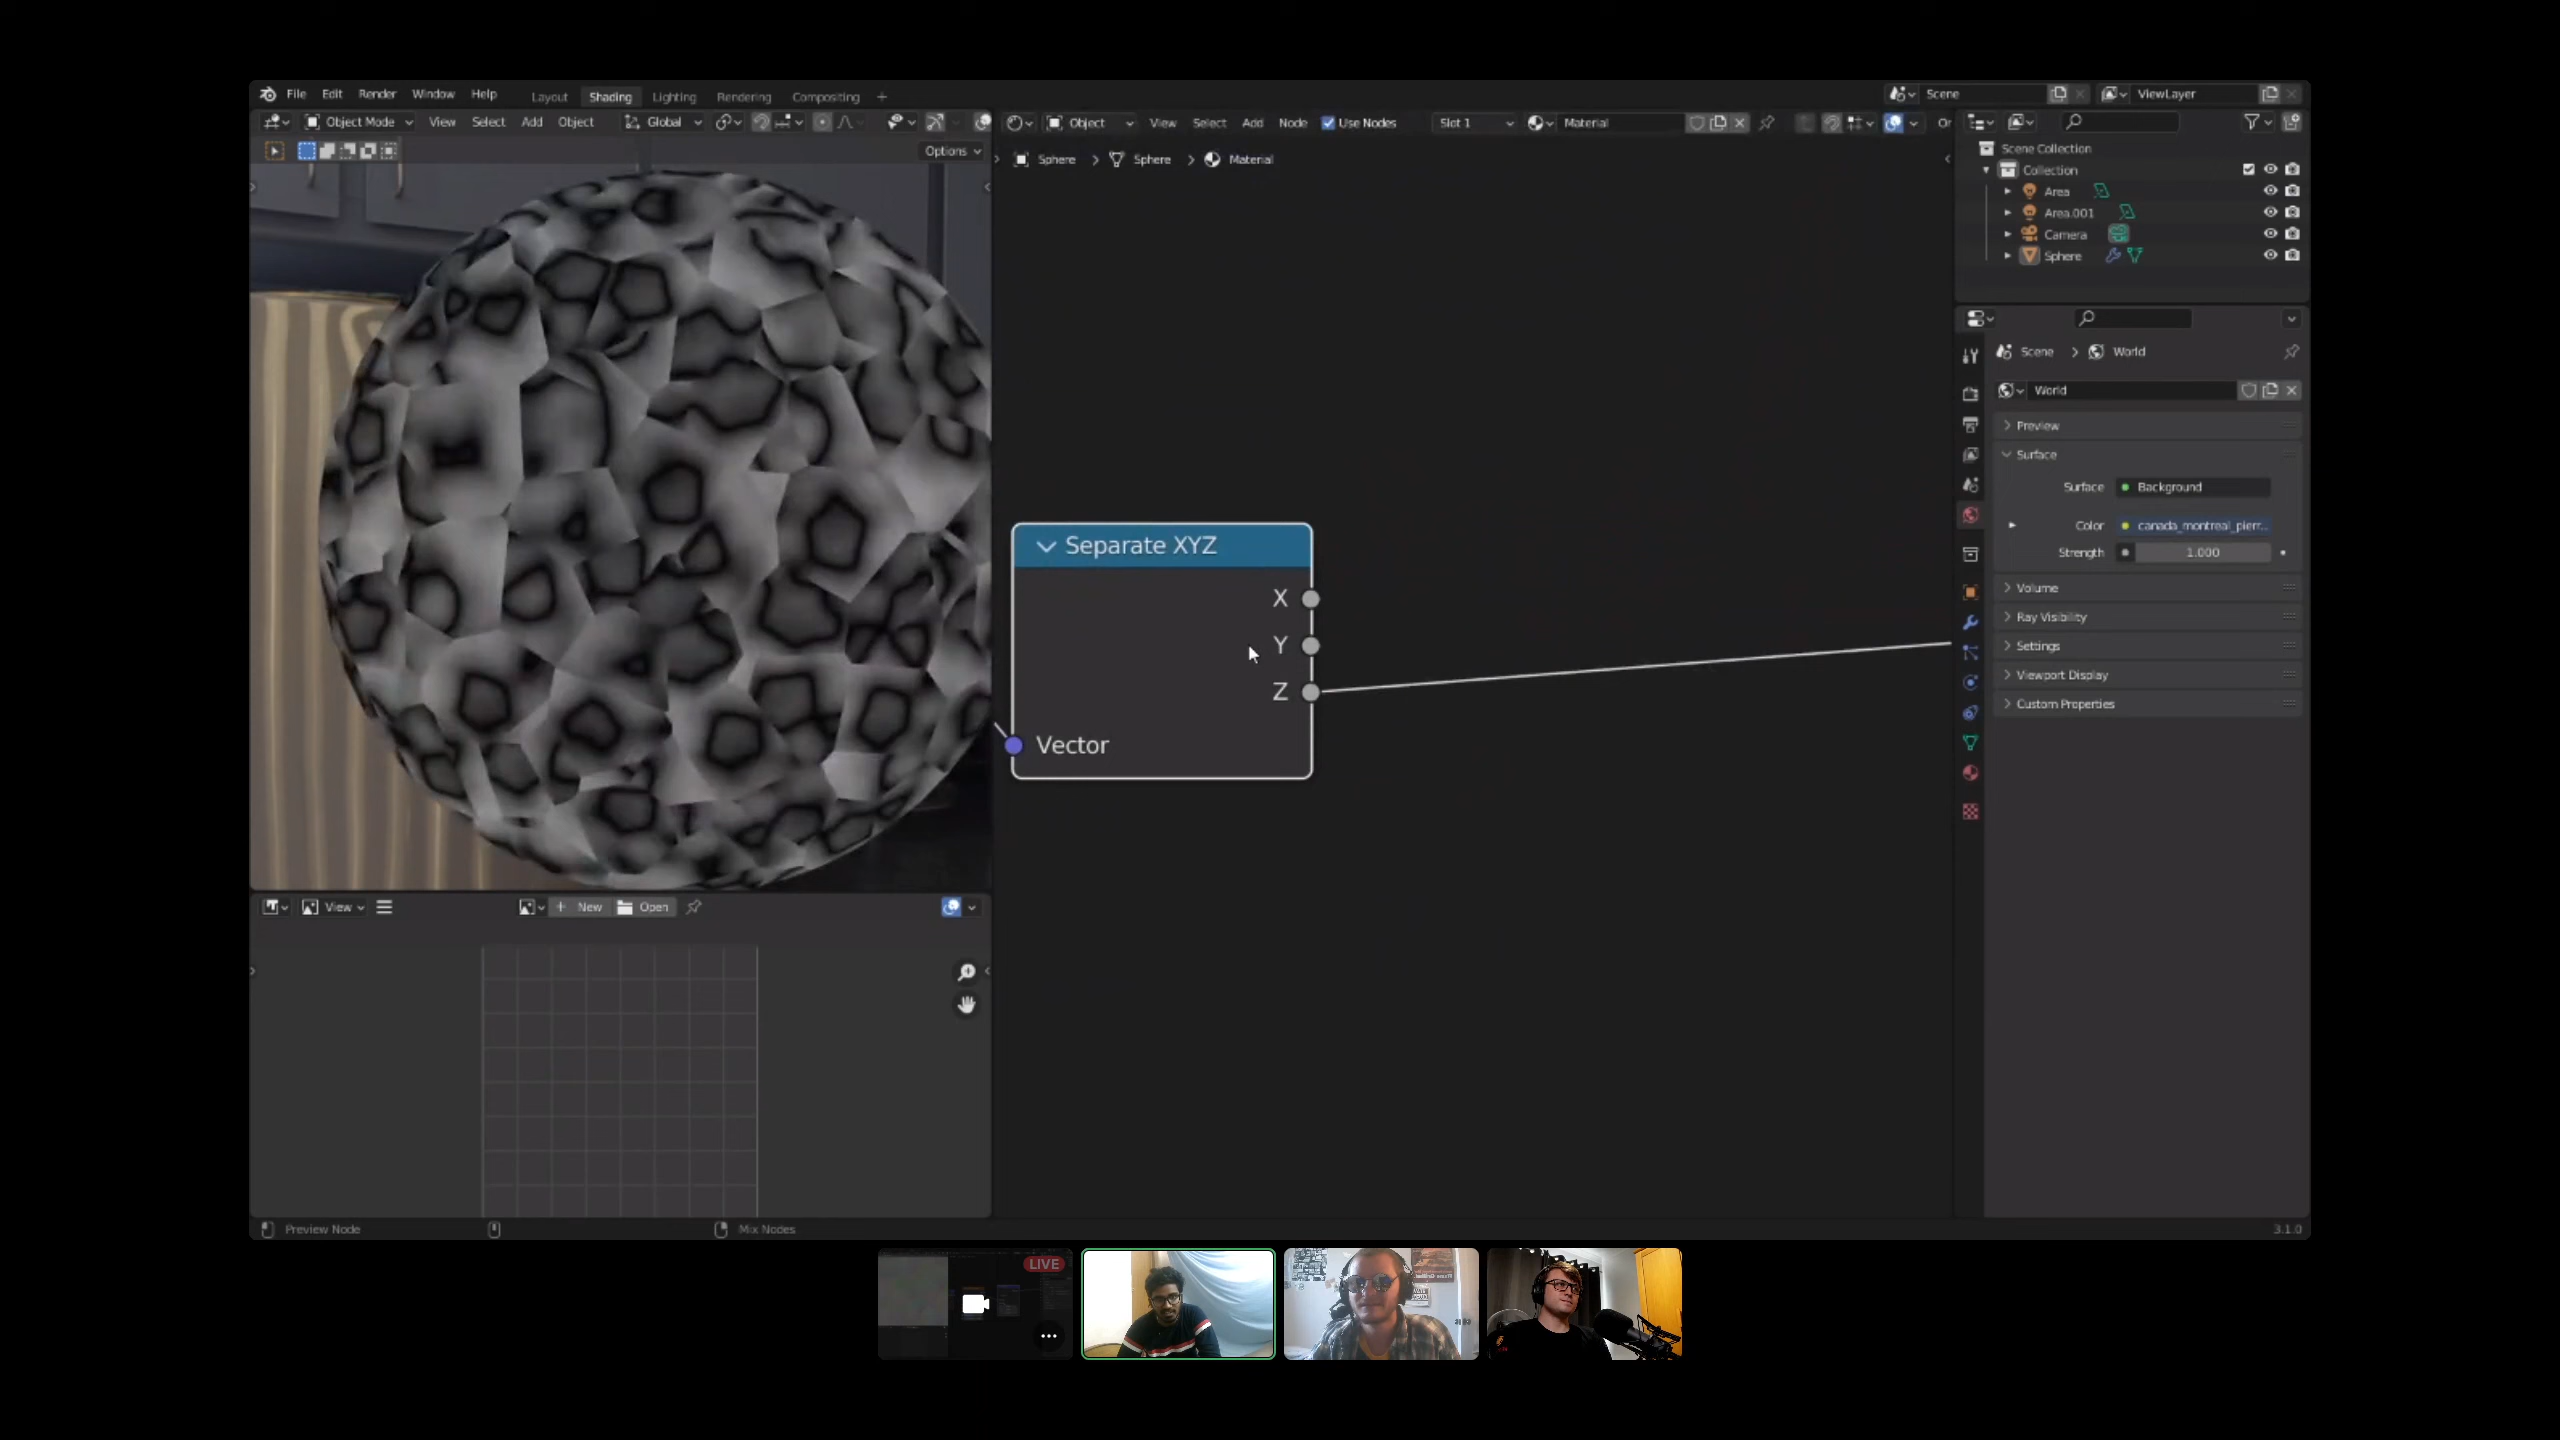 File Edit Render Window Help Layout Shading Lighting Rendering Compositing + Scene ViewLayer
Object Mode View Select Add Object Global Object View Select Add Node Use Nodes Slot 1 Material Or
Options
Sphere > Sphere > Material
Scene Collection
Collection
Area
Area.001
Camera
Sphere
Scene > World
World
Preview
Surface
Surface Background
Color canada_montreal_pierr...
Strength 1.000
Volume
Ray Visibility
Settings
Viewport Display
Custom Properties
Separate XYZ
X
Y
Z
Vector
View + New Open
Preview Node Mix Nodes 3.1.0
LIVE